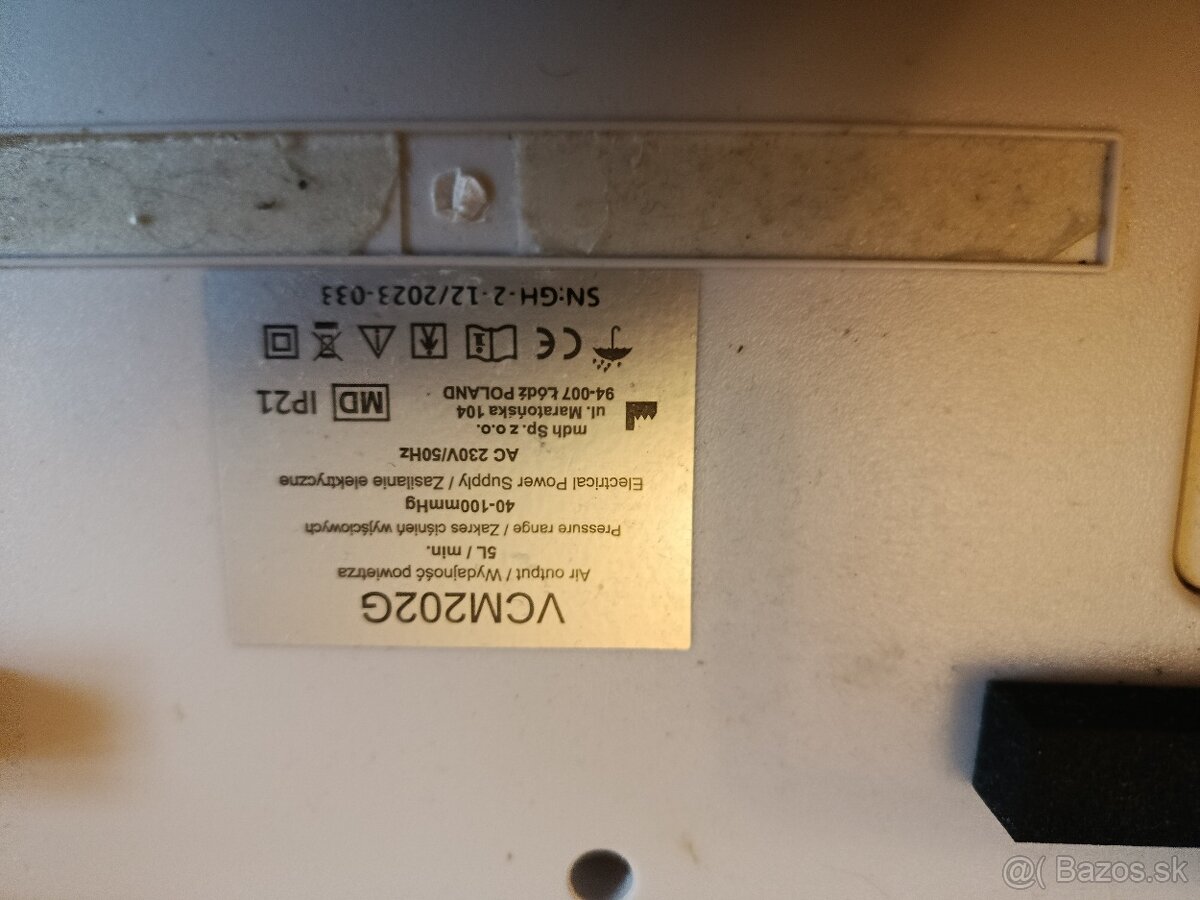 VCM202G
Air output / Wydajność powietrza
5L / min.
Pressure range / Zakres ciśnień wyjściowych
40-100mmHg
Electrical Power Supply / Zasilanie elektryczne
AC 230V/50Hz
mdh Sp. z o.o.
ul. Maratońska 104
94-007 Łódź POLAND
MD IP21
CE
SN:GH-2-12/2023-033
@( Bazos.sk